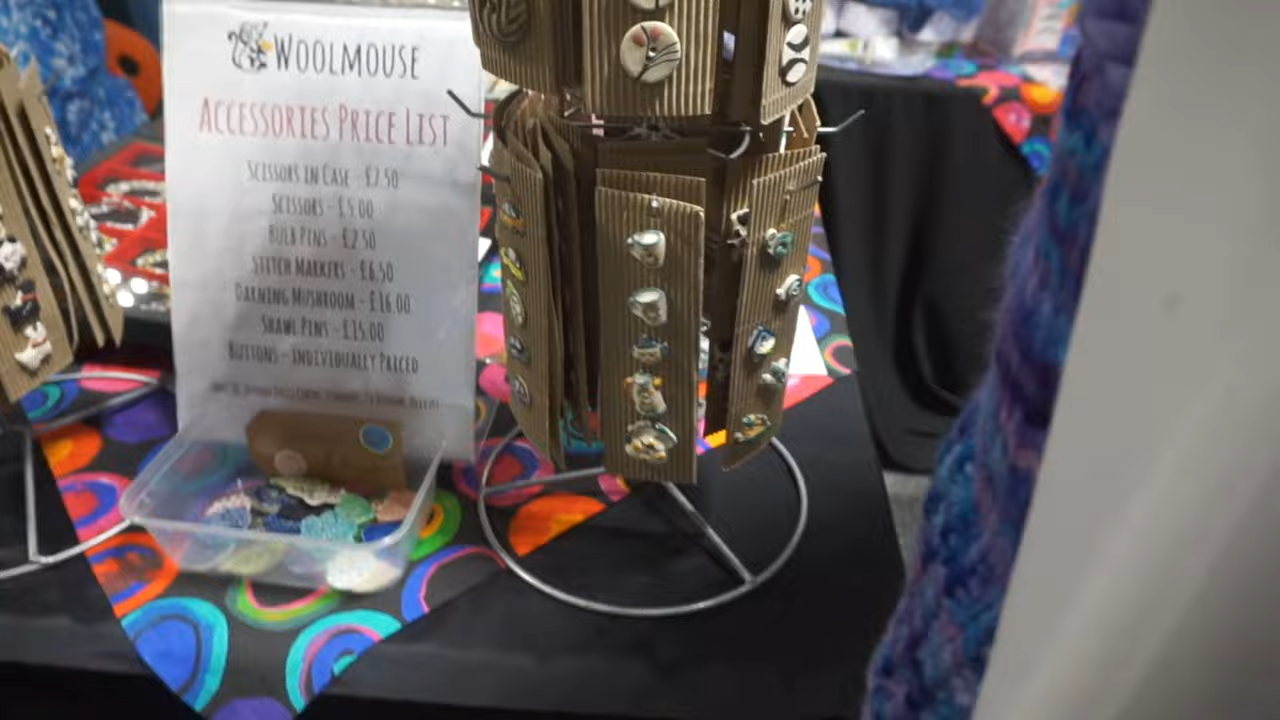 WOOLMOUSE
ACCESSORIES PRICE LIST
SCISSORS IN CASE - £7.50
SCISSORS - £5.00
BULB PINS - £2.50
STITCH MARKERS - £6.50
DARNING MUSHROOM - £16.00
SHAWL PINS - £15.00
BUTTONS - INDIVIDUALLY PRICED